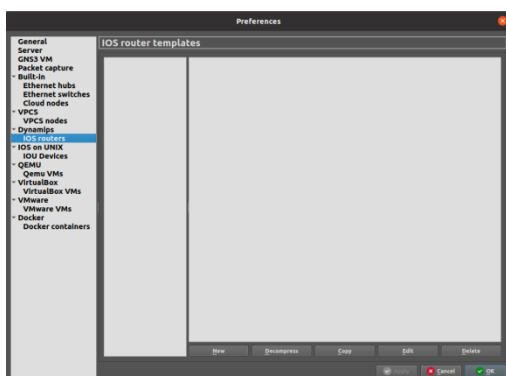 Preferences
General
Server
GNS3 VM
Packet capture
Built-in
Ethernet hubs
Ethernet switches
Cloud nodes
VPCS
VPCS nodes
Dynamips
IOS routers
IOS on UNIX
IOU Devices
QEMU
Qemu VMs
VirtualBox
VirtualBox VMs
VMware
VMware VMs
Docker
Docker containers
IOS router templates
New Decompress Copy Edit Delete
Apply Cancel OK